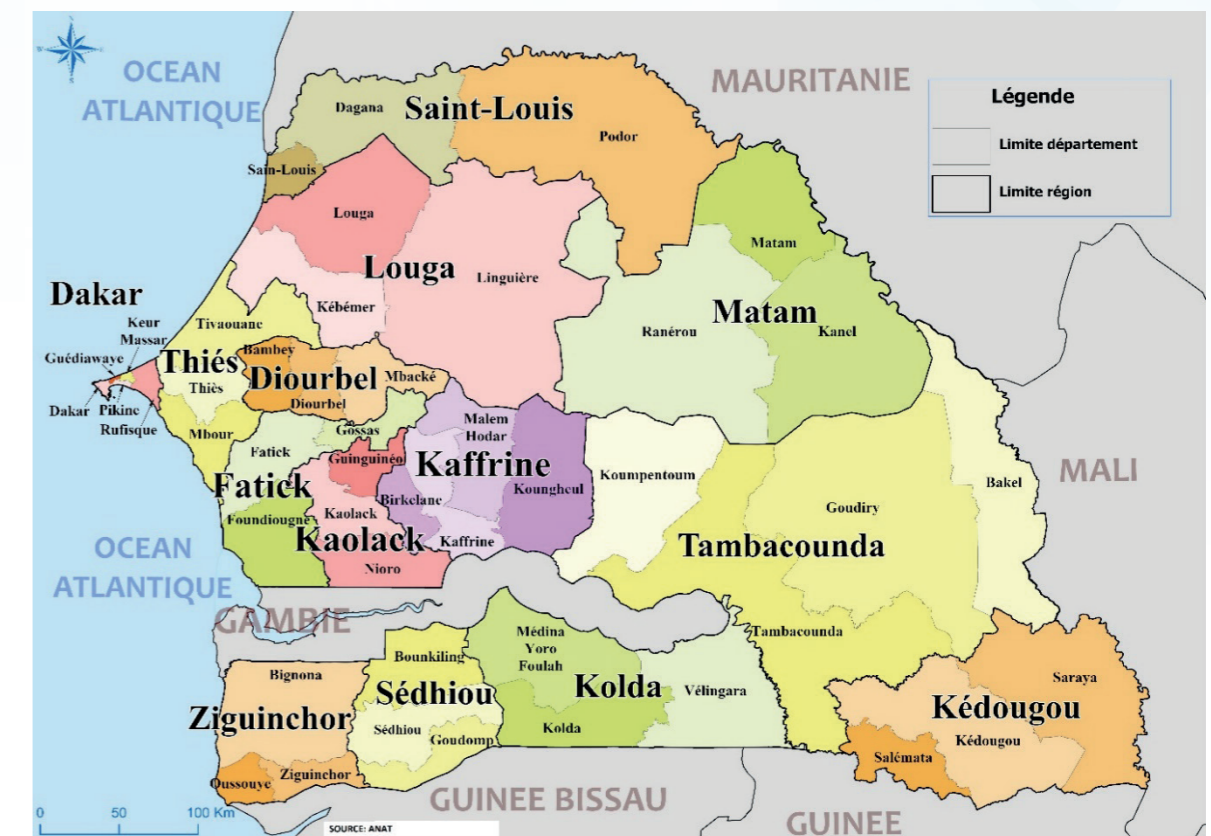 OCEAN
ATLANTIQUE
MAURITANIE
Légende
Limite département
Limite région
Dagana
Saint-Louis
Podor
Sain-Louis
Louga
Matam
Louga
Linguière
Dakar
Kébémer
Matam
Ranérou
Kanel
Keur
Massar
Tivaouane
Guédiawaye
Thiés
Thiès
Bambey
Diourbel
Mbacké
Diourbel
Dakar
Pikine
Rufisque
Mbour
Gossas
Malem
Hodar
Fatick
Guinguinéo
Kaffrine
Koumpentoum
MALI
Bakel
Fatick
Birkelane
Koungheul
Goudiry
Foundiougne
Kaolack
Kaolack
Kaffrine
Tambacounda
Nioro
OCEAN
ATLANTIQUE
GAMBIE
Médina
Yoro
Foulah
Tambacounda
Bounkiling
Bignona
Sédhiou
Kolda
Vélingara
Saraya
Ziguinchor
Sédhiou
Goudomp
Kolda
Kédougou
Kédougou
Salémata
Oussouye
Ziguinchor
GUINEE BISSAU
GUINEE
0 50 100 Km
SOURCE: ANAT